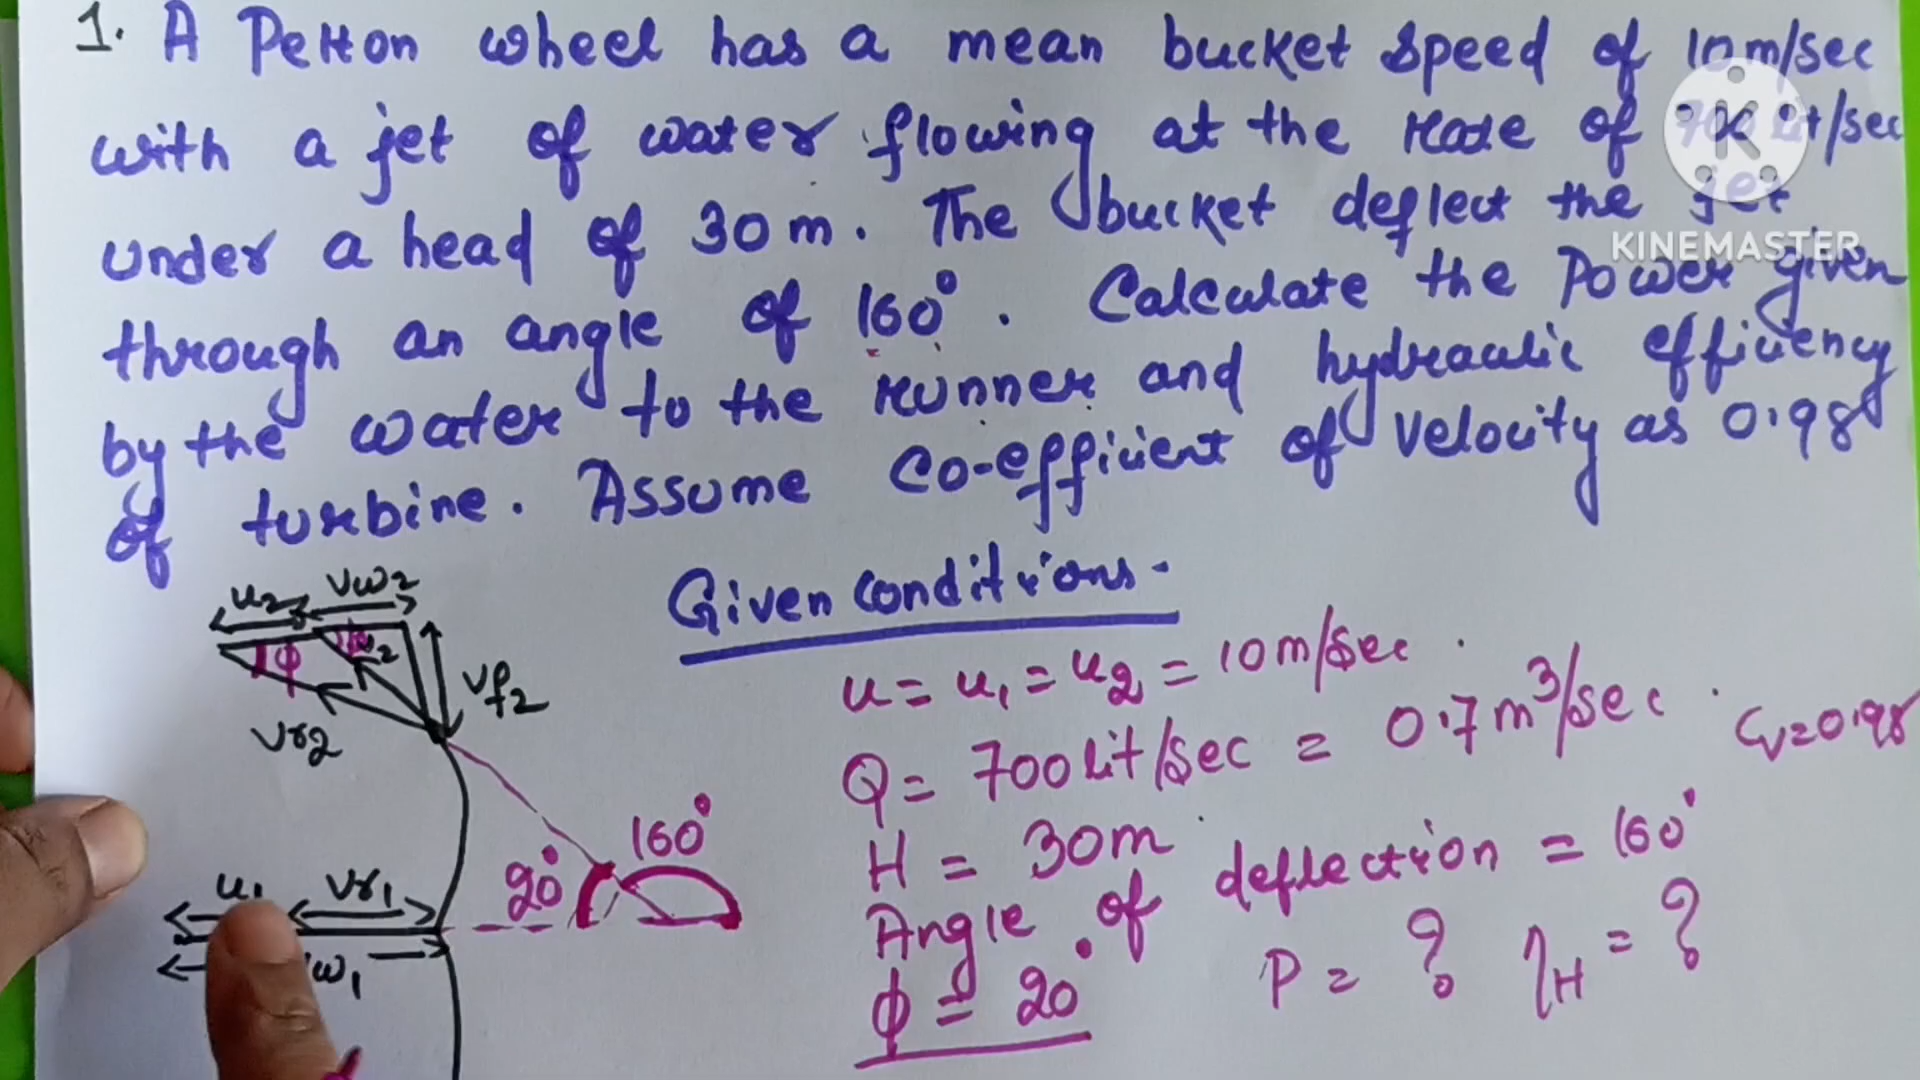 1. A Pelton wheel has a mean bucket speed of 10m/sec
with a jet of water flowing at the rate of 700 lit/sec
under a head of 30m. The bucket deflect the jet
KINEMASTER
through an angle of 160°. Calculate the Power given
by the water to the runner and hydraulic efficiency
of turbine. Assume co-efficient of velocity as 0.98
Given conditions.
u2 Vw2
φ
Vf2
Vr2
u = u1 = u2 = 10m/sec.
Q = 700 lit/sec = 0.7m³/sec. Cv=0.98
H = 30m
Angle of deflection = 160°
φ = 20°
P = ? ηH = ?
160°
20°
u1 Vr1
w1